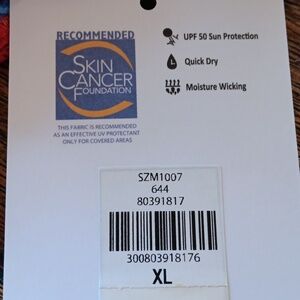 RECOMMENDED
SKIN
CANCER
FOUNDATION
THIS FABRIC IS RECOMMENDED
AS AN EFFECTIVE UV PROTECTANT
ONLY FOR COVERED AREAS
UPF 50 Sun Protection
Quick Dry
Moisture Wicking
SZM1007
644
80391817
300803918176
XL